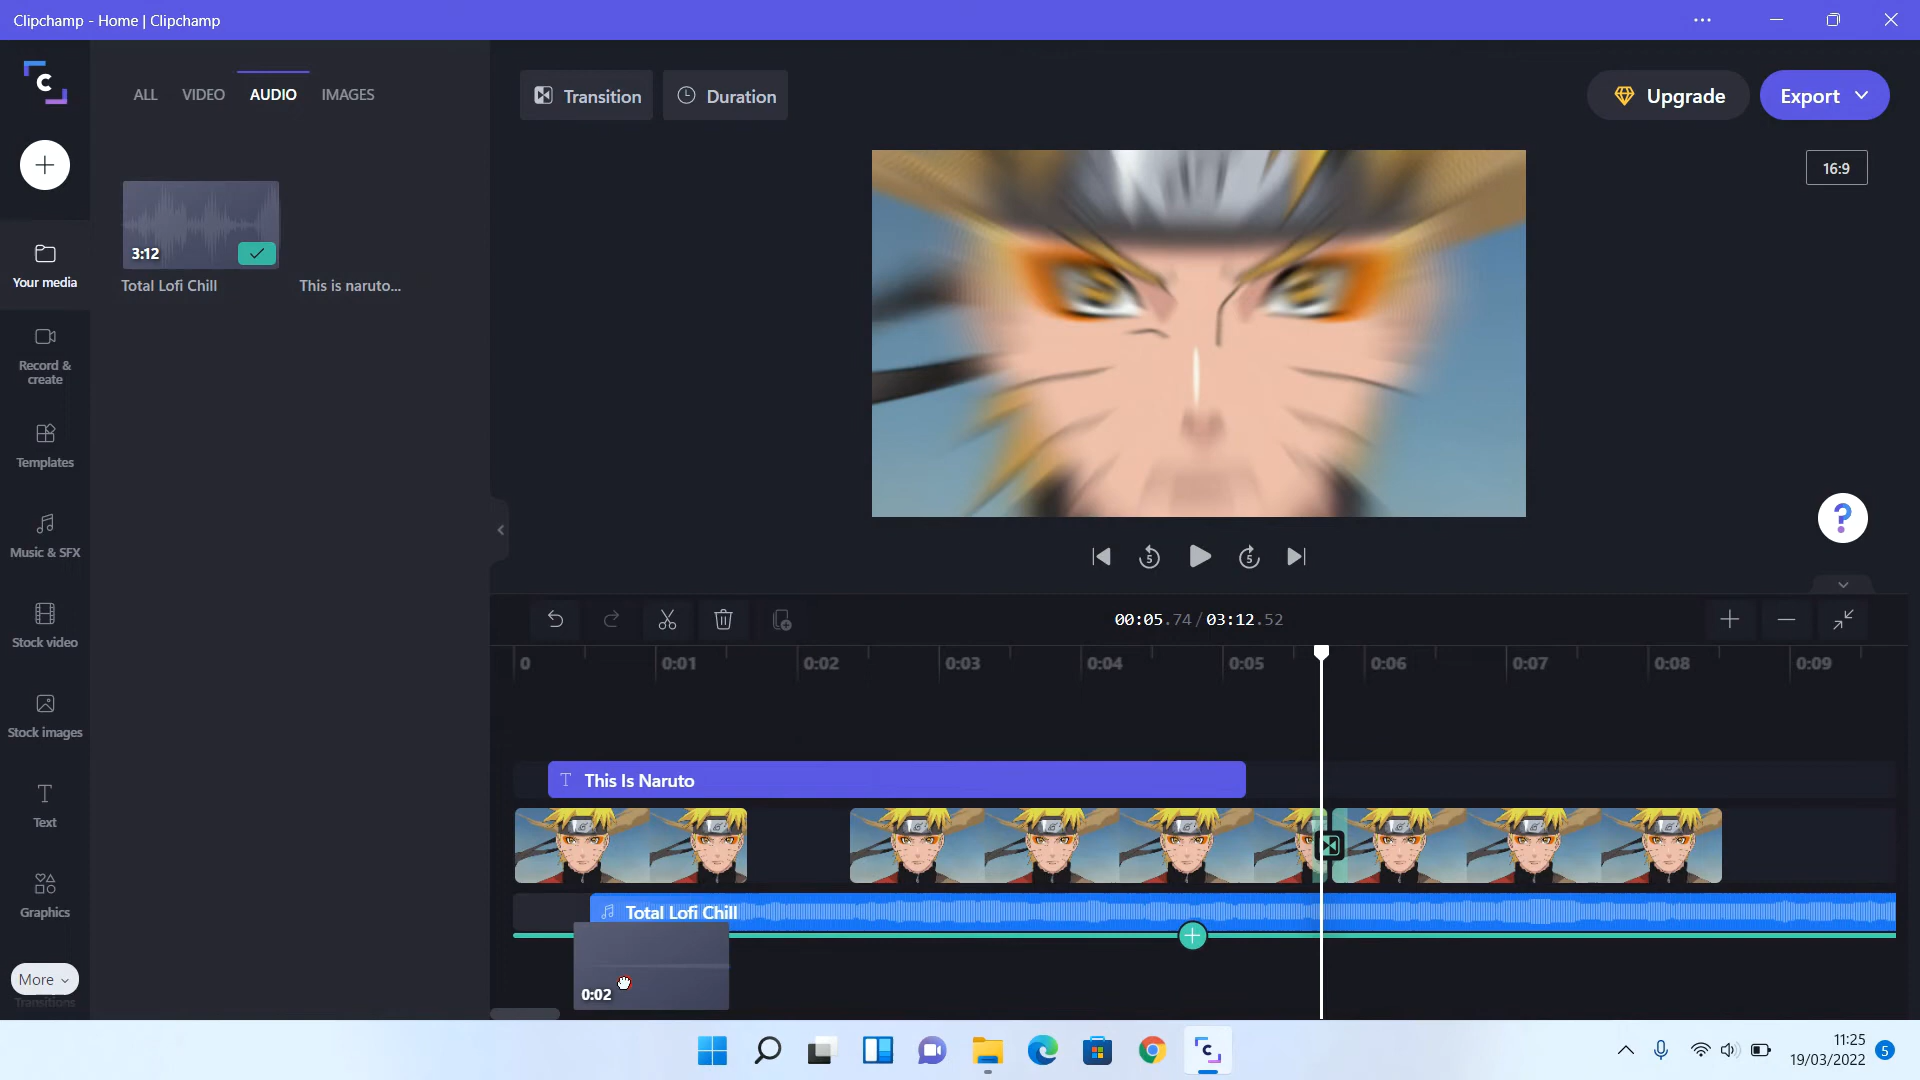 Clipchamp - Home | Clipchamp
ALL VIDEO AUDIO IMAGES
Transition Duration
Upgrade Export
16:9
3:12
Total Lofi Chill
This is naruto...
Your media
Record & create
Templates
Music & SFX
Stock video
Stock images
Text
Graphics
More
Transitions
5 5
?
00:05.74 / 03:12.52
0 0:01 0:02 0:03 0:04 0:05 0:06 0:07 0:08 0:09
T This Is Naruto
Total Lofi Chill
0:02
11:25
19/03/2022
5